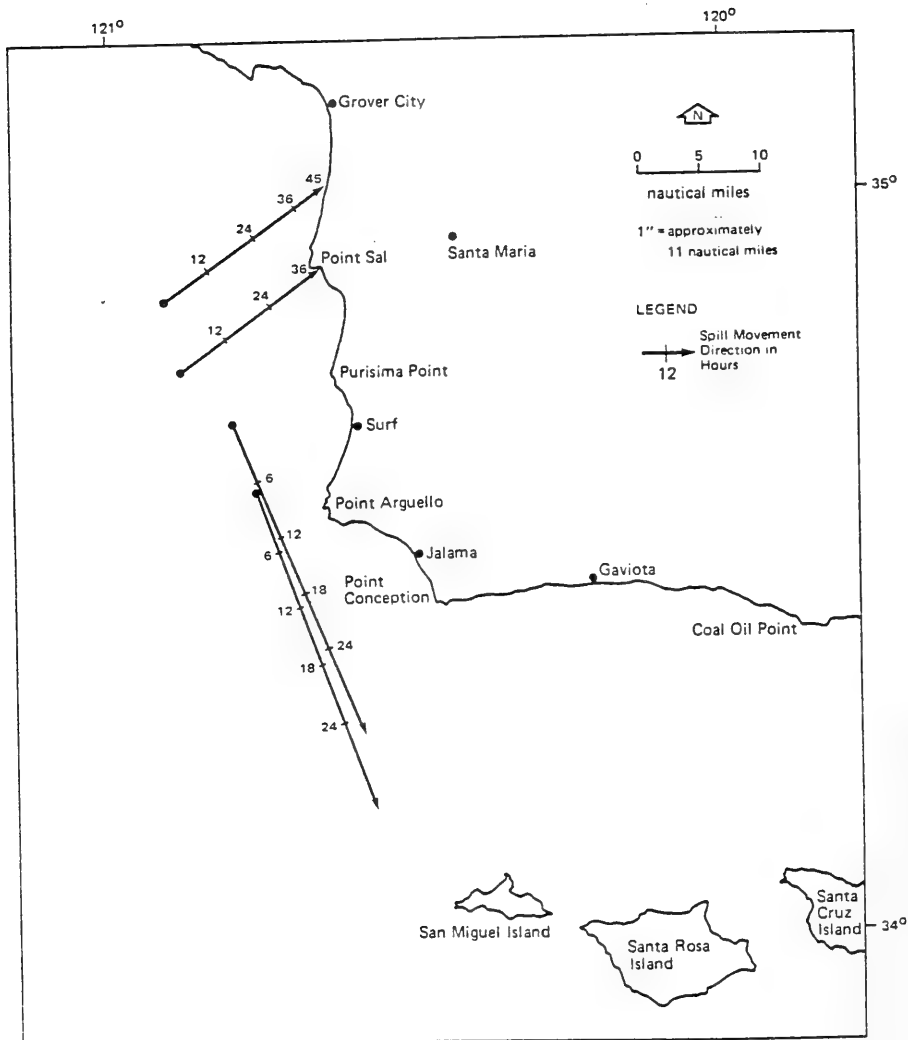 121° 120°
Grover City
N
0 5 10
nautical miles
35°
1" = approximately
11 nautical miles
45
36
24
12
Santa Maria
Point Sal
36
24
12
LEGEND
Spill Movement
Direction in
Hours
12
Purisima Point
Surf
6
Point Arguello
12
6
Jalama
Gaviota
Point
Conception
18
12
Coal Oil Point
24
18
24
Santa
Cruz
Island
34°
San Miguel Island
Santa Rosa
Island